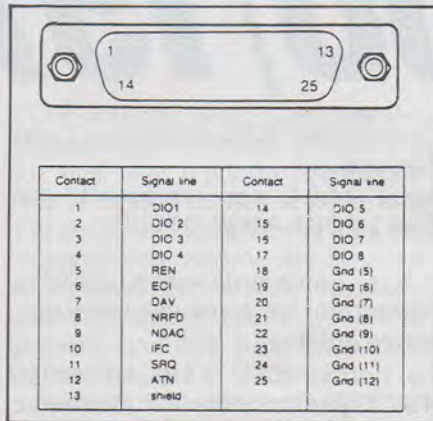 1 13
14 25
Contact Signal line Contact Signal line
1 DIO1 14 DIO 5
2 DIO 2 15 DIO 6
3 DIO 3 15 DIO 7
4 DIO 4 17 DIO 8
5 REN 18 Gnd (5)
6 EOI 19 Gnd (6)
7 DAV 20 Gnd (7)
8 NRFD 21 Gnd (8)
9 NDAC 22 Gnd (9)
10 IFC 23 Gnd (10)
11 SRQ 24 Gnd (11)
12 ATN 25 Gnd (12)
13 shield